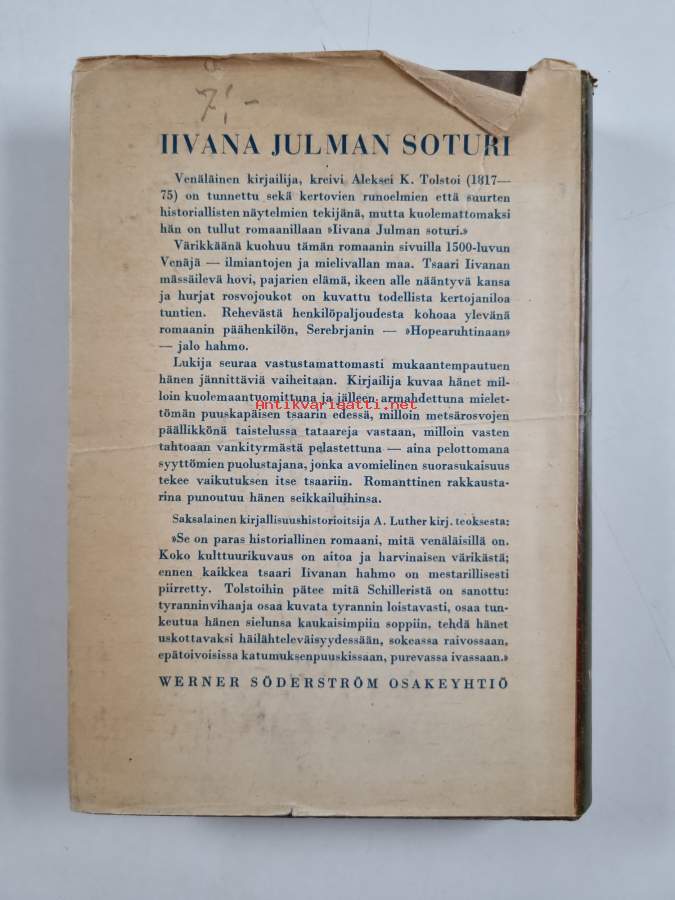 7,-
IIVANA JULMAN SOTURI
Venäläinen kirjailija, kreivi Aleksei K. Tolstoi (1817—
75) on tunnettu sekä kertovien runoelmien että suurten
historiallisten näytelmien tekijänä, mutta kuolemattomaksi
hän on tullut romaanillaan »Iivana Julman soturi.»
Värikkäänä kuohuu tämän romaanin sivuilla 1500-luvun
Venäjä — ilmiantojen ja mielivallan maa. Tsaari Iivanan
mässäilevä hovi, pajarien elämä, ikeen alle nääntyvä kansa
ja hurjat rosvojoukot on kuvattu todellista kertojaniloa
tuntien. Rehevästä henkilöpaljoudesta kohoaa ylevänä
romaanin päähenkilön, Serebrjanin — »Hopearuhtinaan»
— jalo hahmo.
Lukija seuraa vastustamattomasti mukaantempautuen
hänen jännittäviä vaiheitaan. Kirjailija kuvaa hänet mil-
loin kuolemaantuomittuna ja jälleen armahdettuna mielet-
Antikvariaatti.net
tömän puuskapäisen tsaarin edessä, milloin metsärosvojen
päällikkönä taistelussa tataareja vastaan, milloin vasten
tahtoaan vankityrmästä pelastettuna — aina pelottomana
syyttömien puolustajana, jonka avomielinen suorasukaisuus
tekee vaikutuksen itse tsaariin. Romanttinen rakkausta-
rina punoutuu hänen seikkailuihinsa.
Saksalainen kirjallisuushistorioitsija A. Luther kirj. teoksesta:
»Se on paras historiallinen romaani, mitä venäläisillä on.
Koko kulttuurikuvaus on aitoa ja harvinaisen värikästä;
ennen kaikkea tsaari Iivanan hahmo on mestarillisesti
piirretty. Tolstoihin pätee mitä Schilleristä on sanottu:
tyranninvihaaja osaa kuvata tyrannin loistavasti, osaa tun-
keutua hänen sielunsa kaukaisimpiin soppiin, tehdä hänet
uskottavaksi häilähteleväisyydessään, sokeassa raivossaan,
epätoivoisissa katumuksenpuuskissaan, purevassa ivassaan.»
WERNER SÖDERSTRÖM OSAKEYHTIÖ